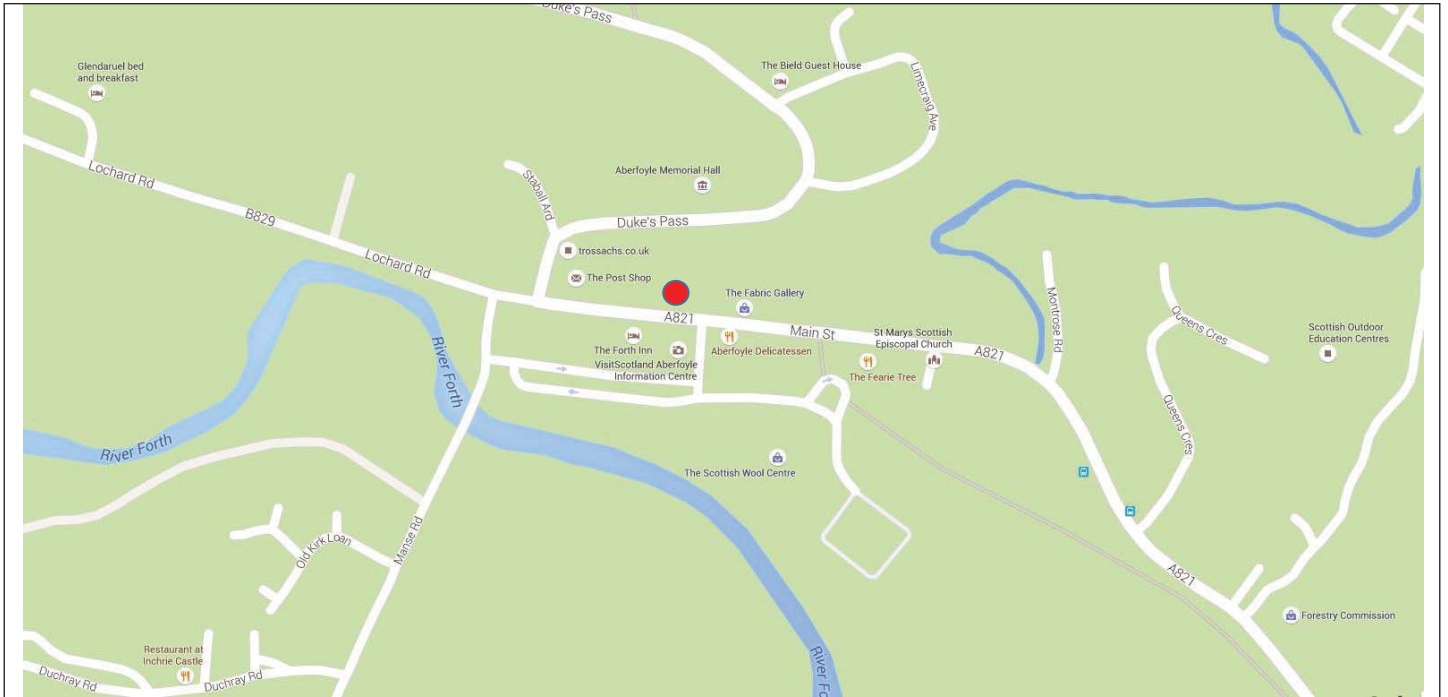 Duke's Pass
Glendaruel bed
and breakfast
The Bield Guest House
Limecraig Ave
Lochard Rd
Aberfoyle Memorial Hall
Staball Ard
B829
Duke's Pass
trossachs.co.uk
Lochard Rd
The Post Shop
The Fabric Gallery
A821
Main St
Montrose Rd
Queens Cres
St Marys Scottish
Episcopal Church
Scottish Outdoor
Education Centres
A821
The Forth Inn
Aberfoyle Delicatessen
VisitScotland Aberfoyle
Information Centre
The Fearie Tree
River Forth
Queens Cres
River Forth
The Scottish Wool Centre
Manse Rd
Old Kirk Loan
A821
Forestry Commission
Restaurant at
Inchrie Castle
Duchray Rd
Duchray Rd